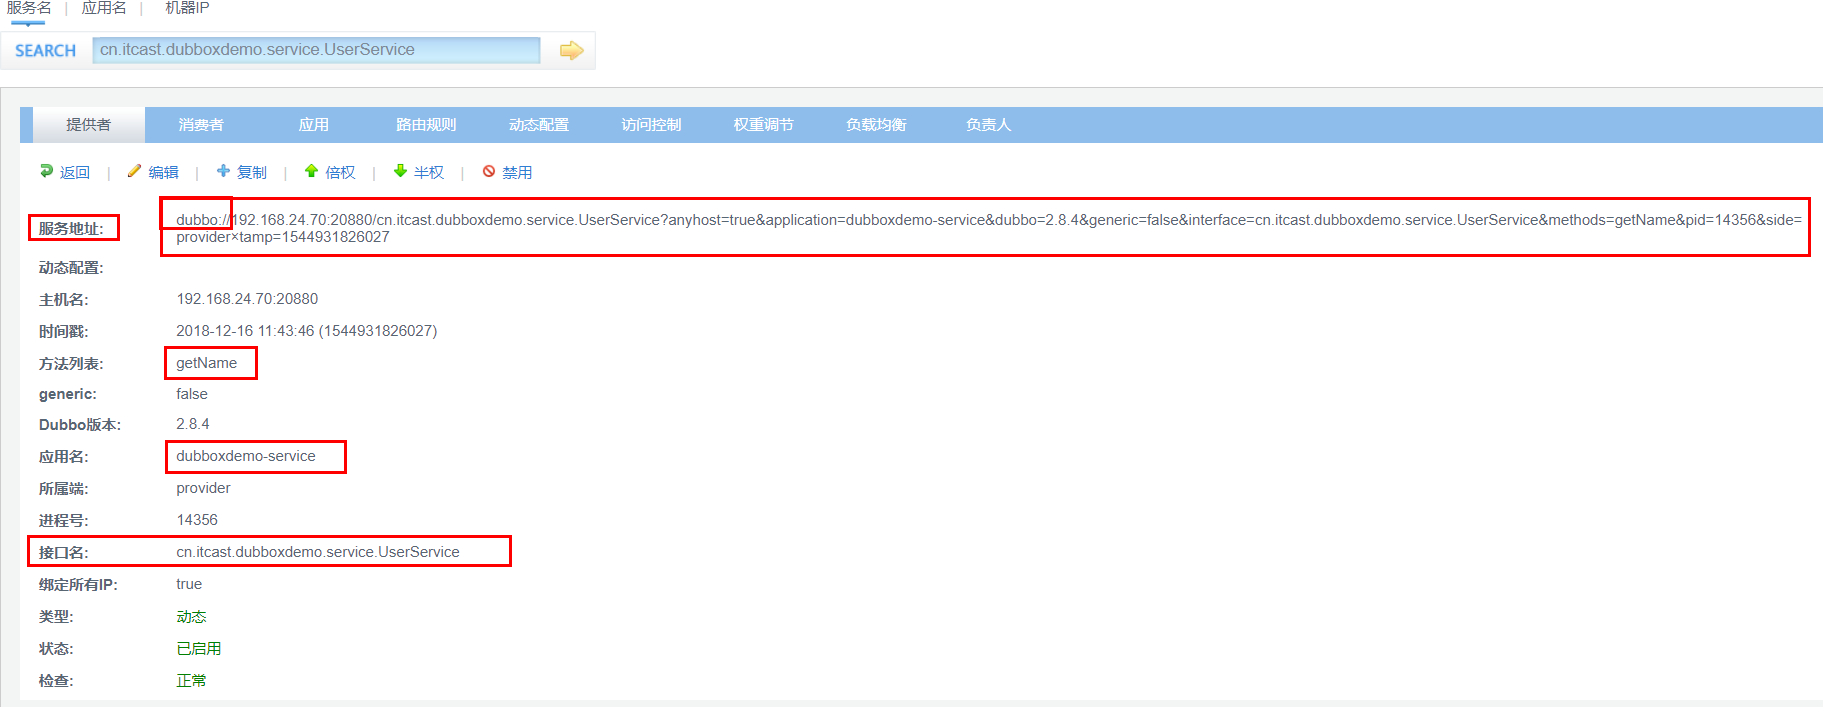 服务名 | 应用名 | 机器IP
SEARCH cn.itcast.dubboxdemo.service.UserService
提供者 消费者 应用 路由规则 动态配置 访问控制 权重调节 负载均衡 负责人
返回 | 编辑 | 复制 | 倍权 | 半权 | 禁用
服务地址: dubbo://192.168.24.70:20880/cn.itcast.dubboxdemo.service.UserService?anyhost=true&application=dubboxdemo-service&dubbo=2.8.4&generic=false&interface=cn.itcast.dubboxdemo.service.UserService&methods=getName&pid=14356&side=
provider×tamp=1544931826027
动态配置:
主机名: 192.168.24.70:20880
时间戳: 2018-12-16 11:43:46 (1544931826027)
方法列表: getName
generic: false
Dubbo版本: 2.8.4
应用名: dubboxdemo-service
所属端: provider
进程号: 14356
接口名: cn.itcast.dubboxdemo.service.UserService
绑定所有IP: true
类型: 动态
状态: 已启用
检查: 正常